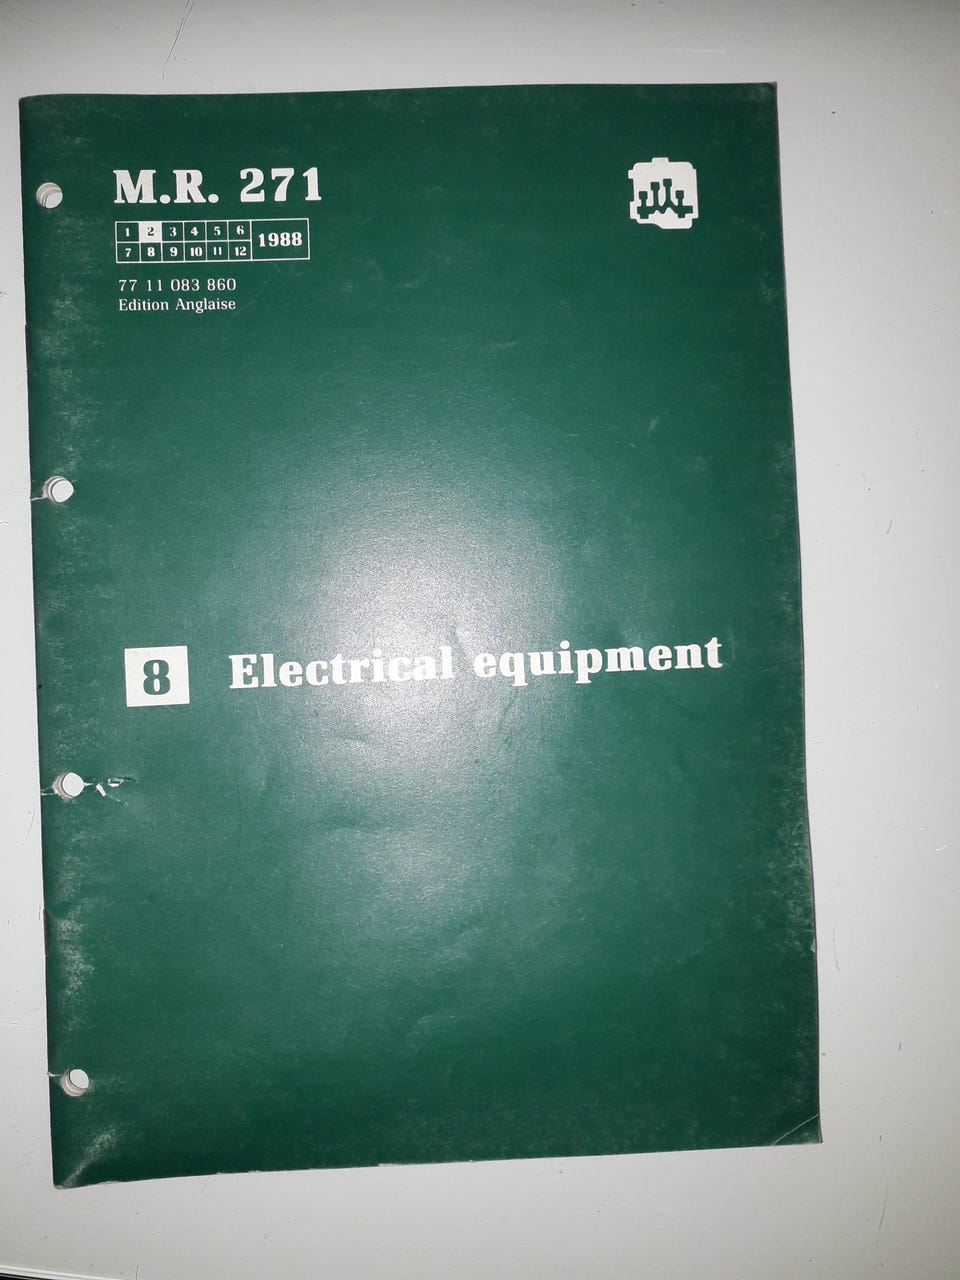 M.R. 271
1 2 3 4 5 6 1988
7 8 9 10 11 12
77 11 083 860
Edition Anglaise
8 Electrical equipment